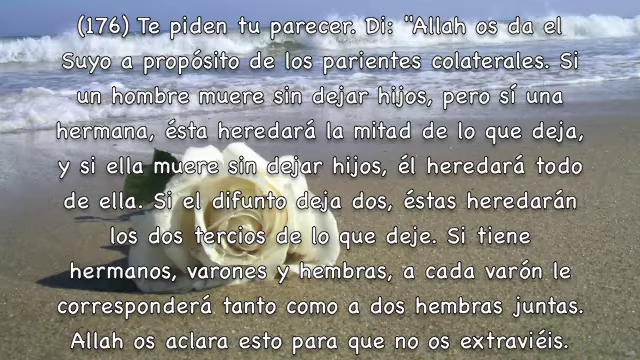 (176) Te piden tu parecer. Di: "Allah os da el
Suyo a propósito de los parientes colaterales. Si
un hombre muere sin dejar hijos, pero sí una
hermana, ésta heredará la mitad de lo que deja,
y si ella muere sin dejar hijos, él heredará todo
de ella. Si el difunto deja dos, éstas heredarán
los dos tercios de lo que deje. Si tiene
hermanos, varones y hembras, a cada varón le
corresponderá tanto como a dos hembras juntas.
Allah os aclara esto para que no os extraviéis.